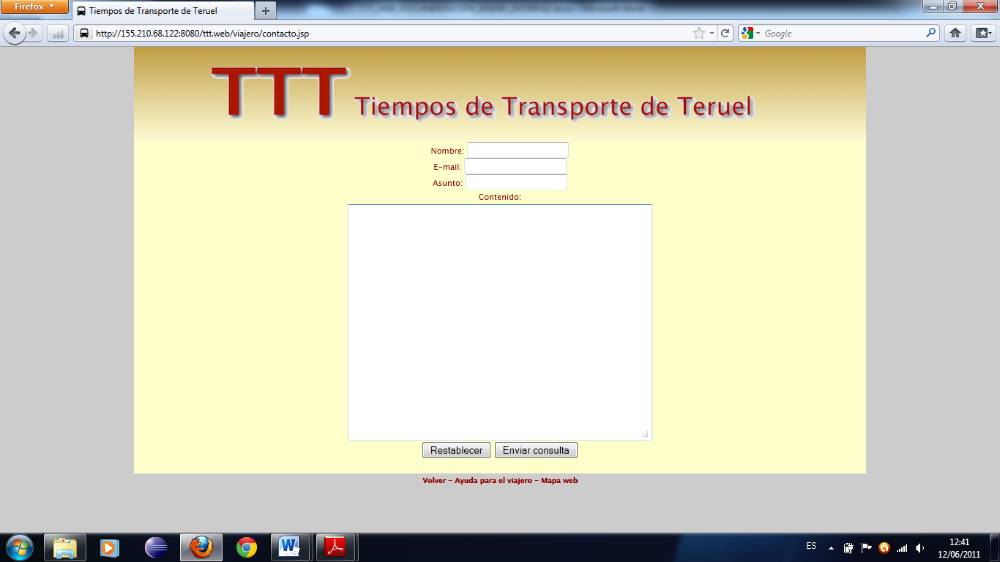 Firefox
Tiempos de Transporte de Teruel
http://155.210.68.122:8080/ttt.web/viajero/contacto.jsp
Google
TTT Tiempos de Transporte de Teruel
Nombre:
E-mail:
Asunto:
Contenido:
Restablecer Enviar consulta
Volver - Ayuda para el viajero - Mapa web
ES
12:41
12/06/2011